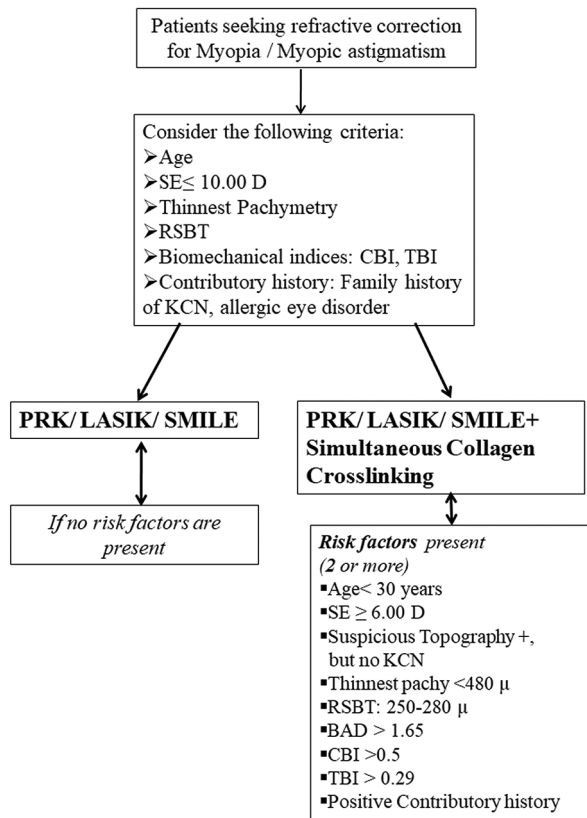 Patients seeking refractive correction
for Myopia / Myopic astigmatism
Consider the following criteria:
➢Age
➢SE≤ 10.00 D
➢Thinnest Pachymetry
➢RSBT
➢Biomechanical indices: CBI, TBI
➢Contributory history: Family history
of KCN, allergic eye disorder
PRK/ LASIK/ SMILE
If no risk factors are
present
PRK/ LASIK/ SMILE+
Simultaneous Collagen
Crosslinking
Risk factors present
(2 or more)
▪Age< 30 years
▪SE ≥ 6.00 D
▪Suspicious Topography +,
but no KCN
▪Thinnest pachy <480 µ
▪RSBT: 250-280 µ
▪BAD > 1.65
▪CBI >0.5
▪TBI > 0.29
▪Positive Contributory history